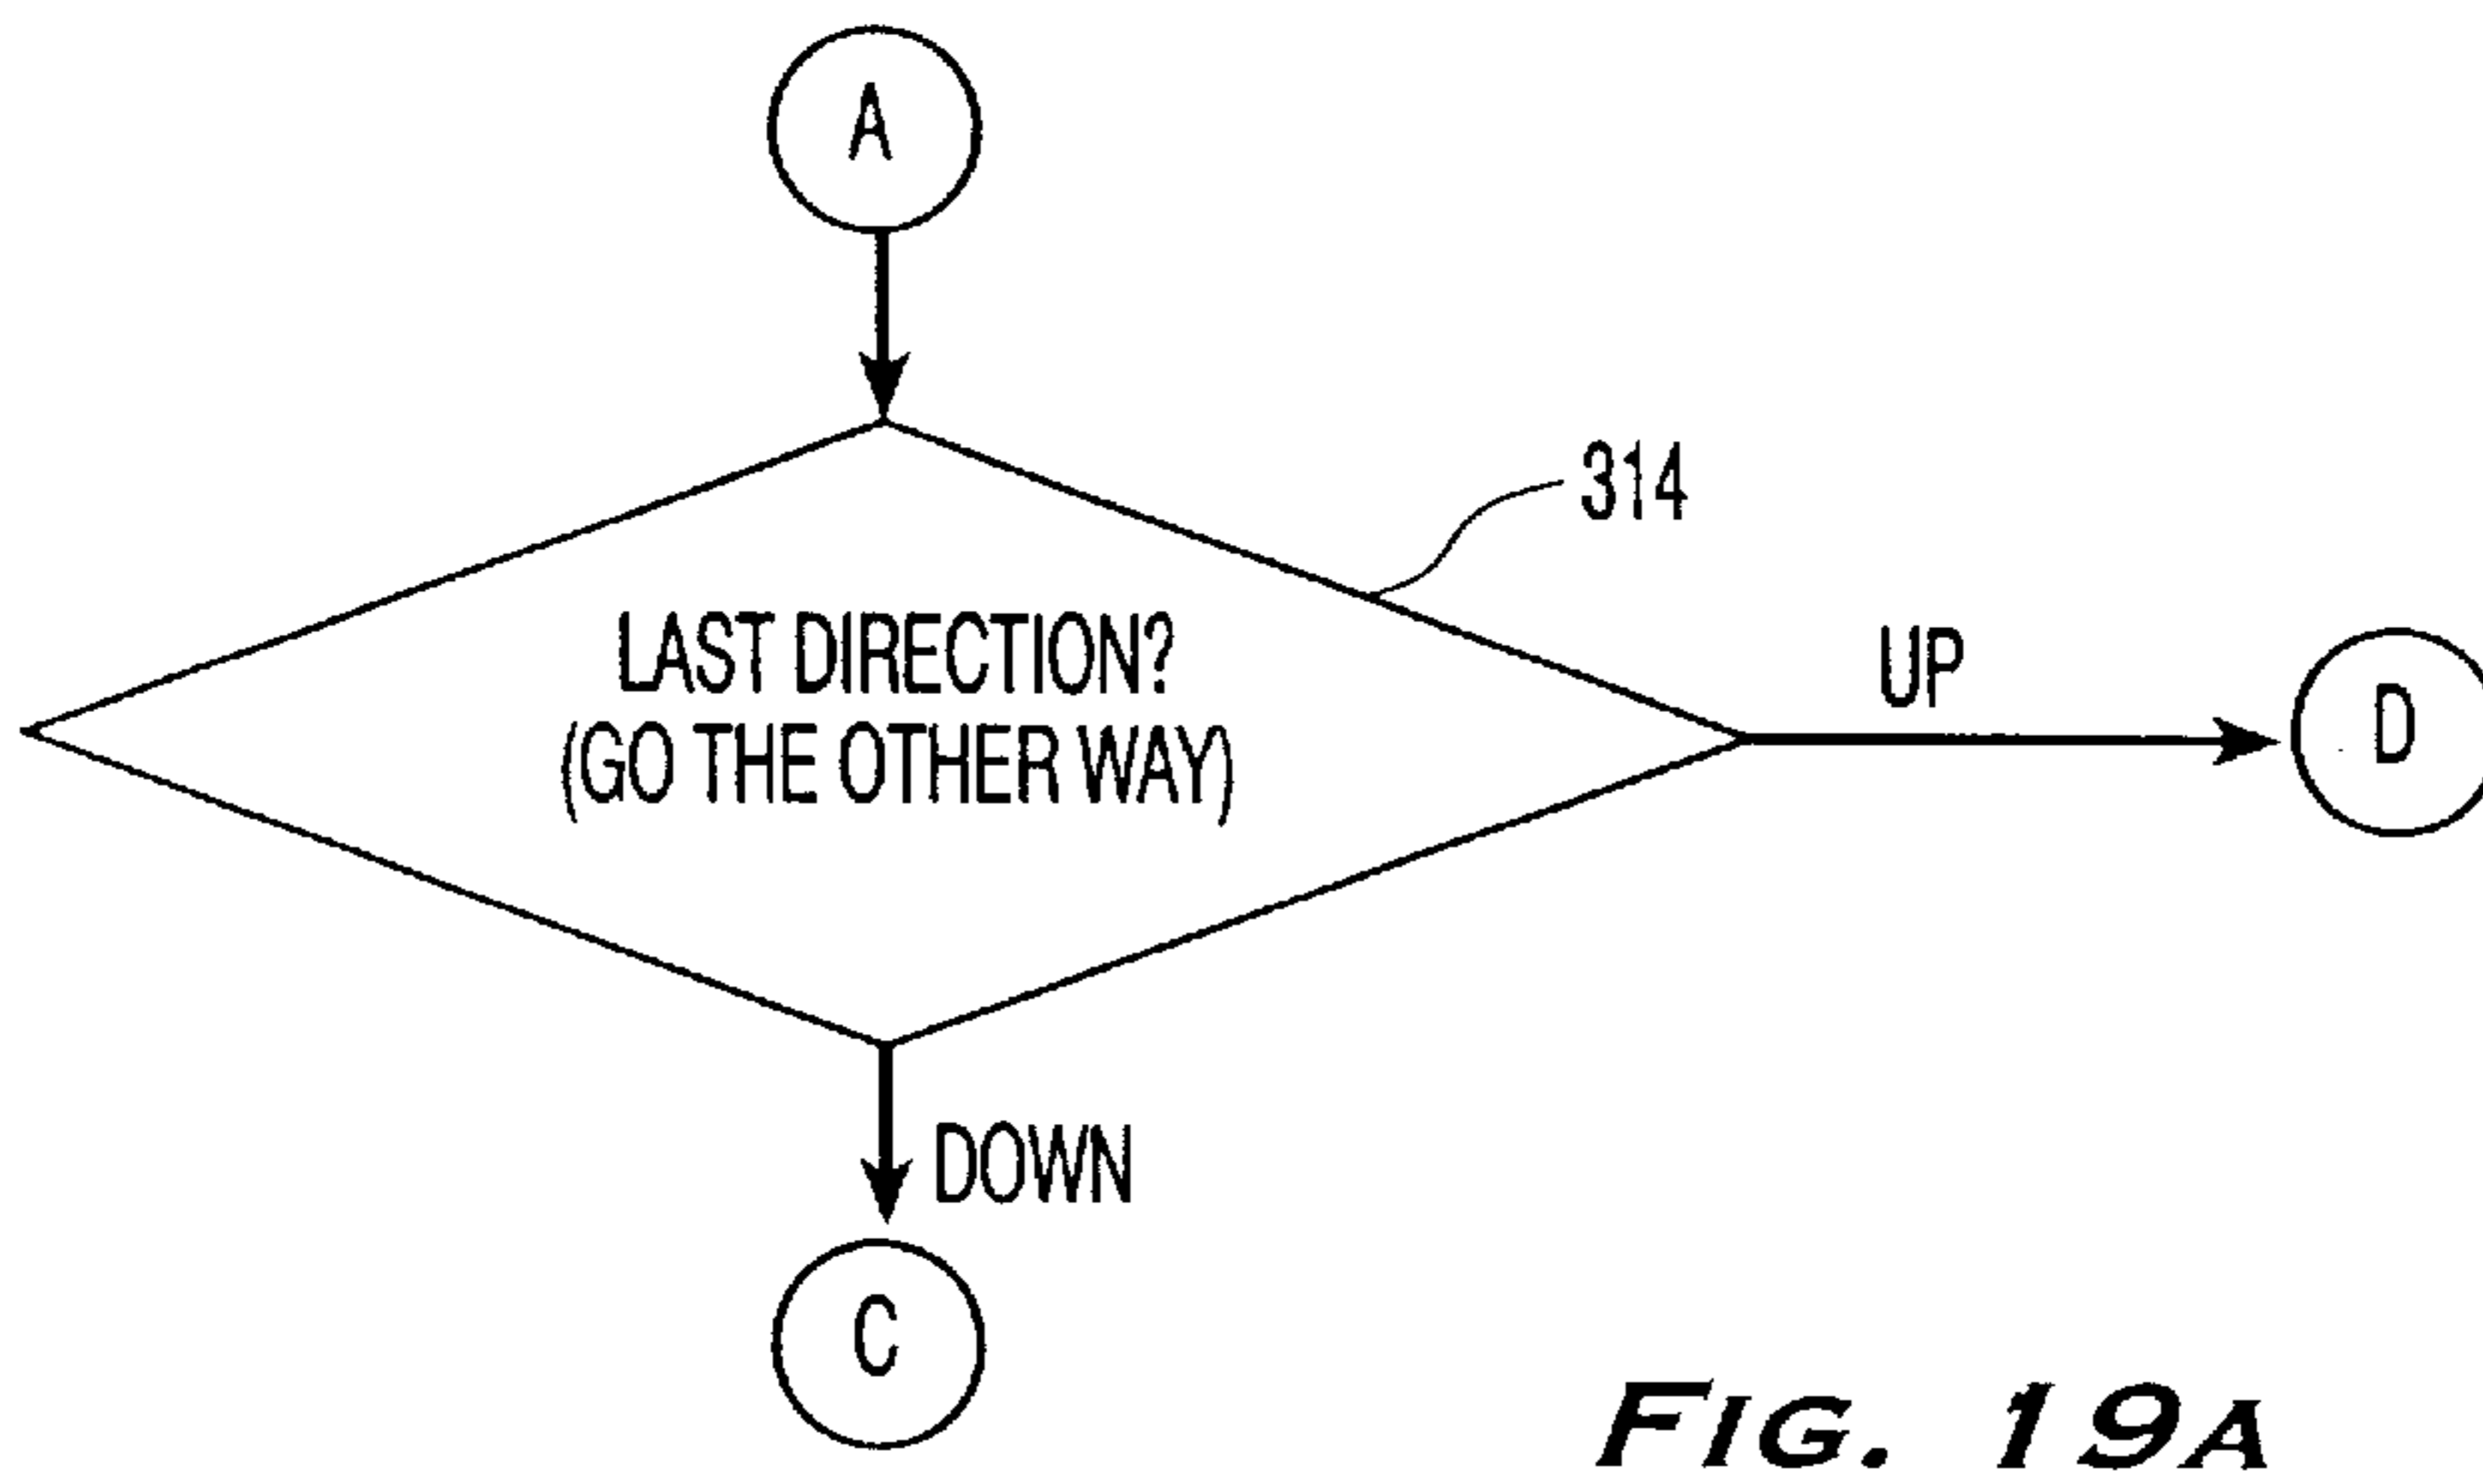 A
314
LAST DIRECTION?
(GO THE OTHER WAY)
UP
D
DOWN
C
FIG. 19A